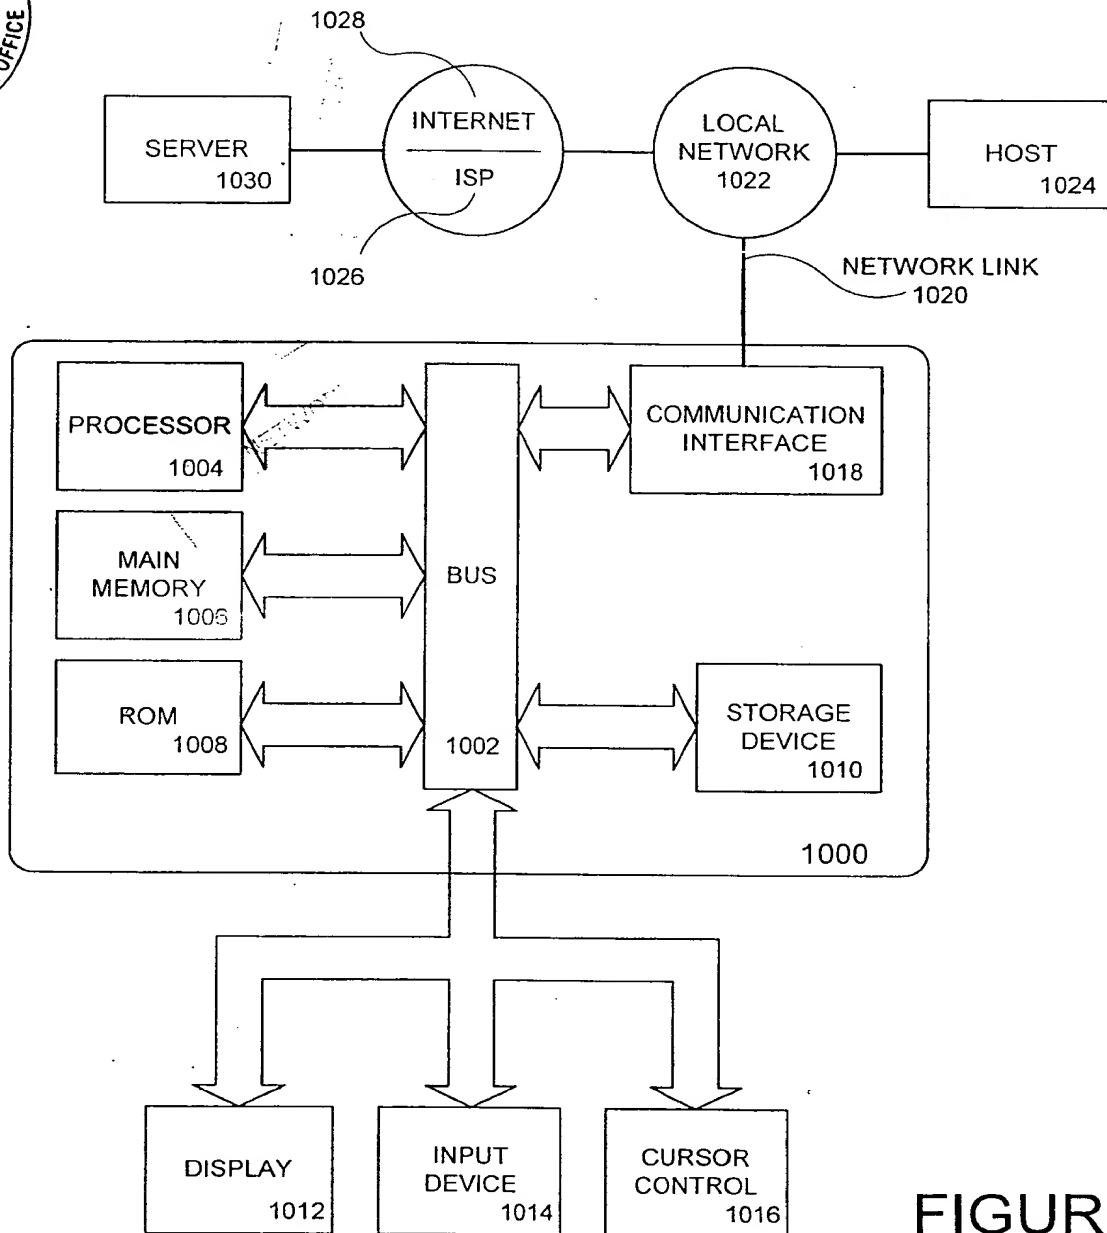 OFFICE
1028
INTERNET
ISP
1026
SERVER
1030
LOCAL
NETWORK
1022
HOST
1024
NETWORK LINK
1020
PROCESSOR
1004
MAIN
MEMORY
1006
ROM
1008
BUS
1002
COMMUNICATION
INTERFACE
1018
STORAGE
DEVICE
1010
1000
DISPLAY
1012
INPUT
DEVICE
1014
CURSOR
CONTROL
1016
FIGUR